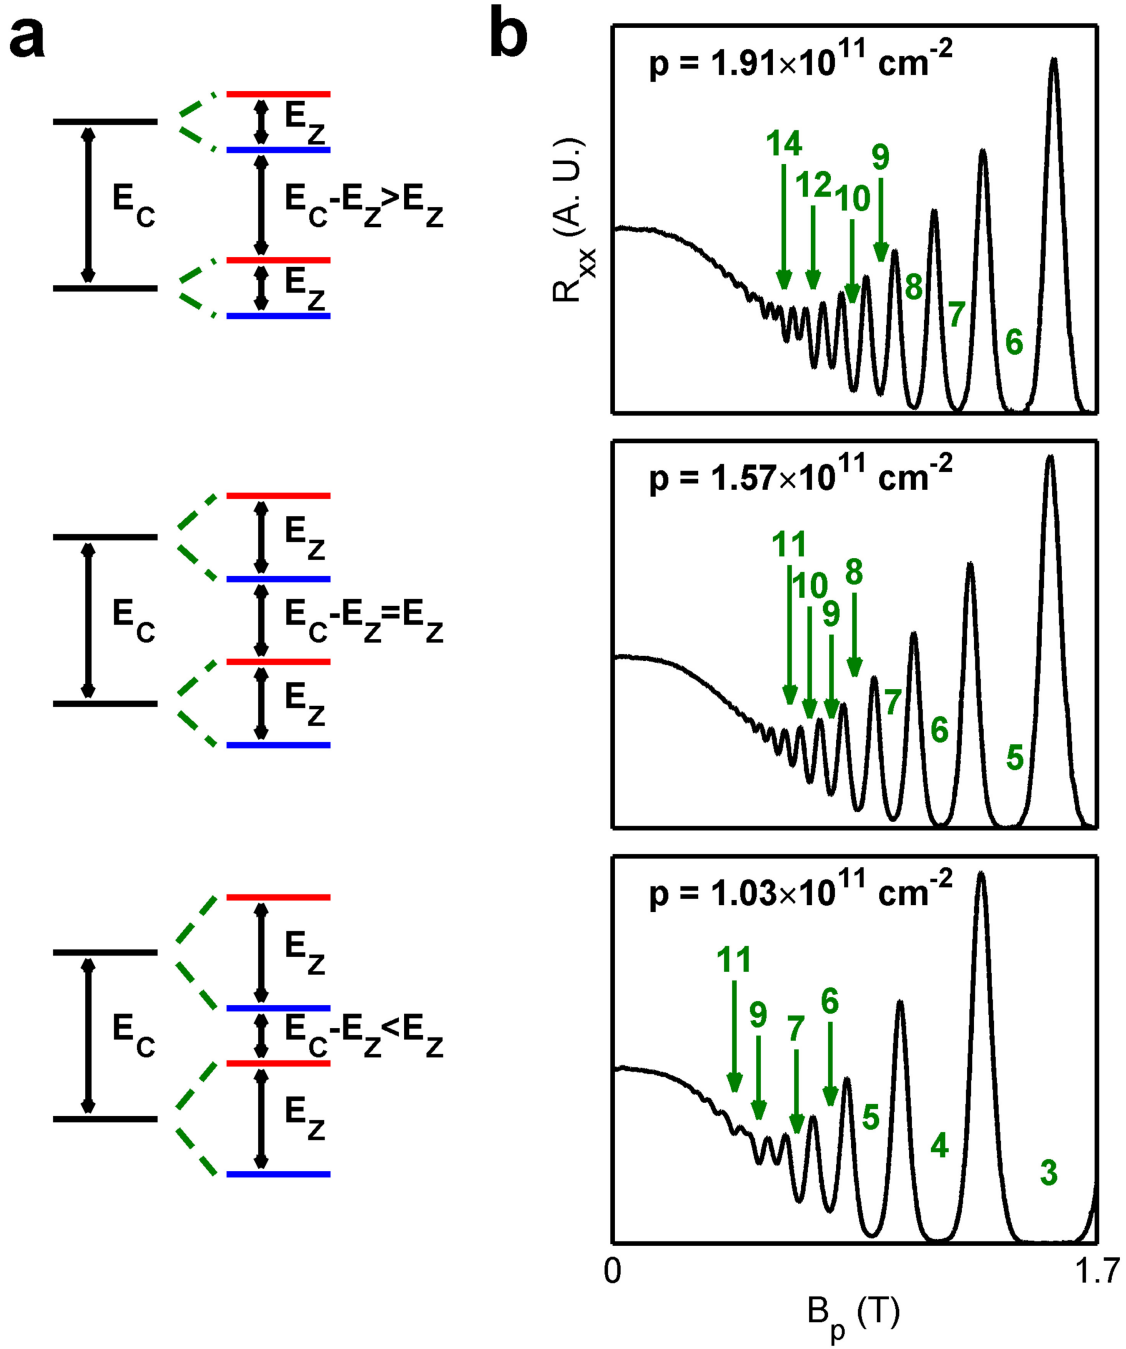 a
E_C
E_Z
E_C-E_Z>E_Z
E_Z
E_C
E_Z
E_C-E_Z=E_Z
E_Z
E_C
E_Z
E_C-E_Z<E_Z
E_Z
b
p = 1.91×10^11 cm^-2
R_xx (A. U.)
14
12
10
9
8
7
6
p = 1.57×10^11 cm^-2
11
10
9
8
7
6
5
p = 1.03×10^11 cm^-2
11
9
7
6
5
4
3
0
1.7
B_p (T)